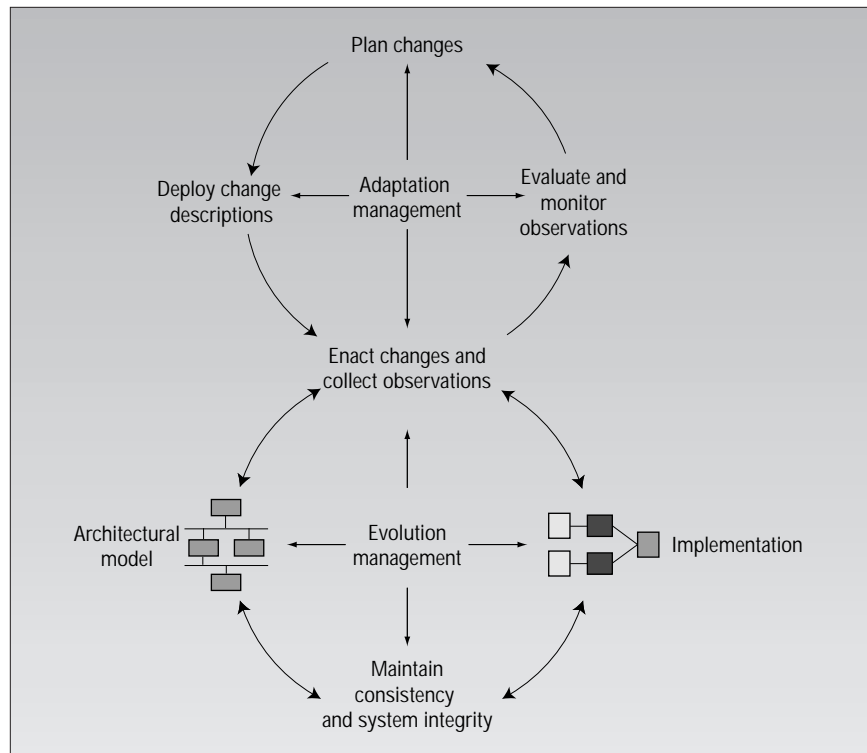 Plan changes
Deploy change
descriptions
Adaptation
management
Evaluate and
monitor
observations
Enact changes and
collect observations
Architectural
model
Evolution
management
Implementation
Maintain
consistency
and system integrity